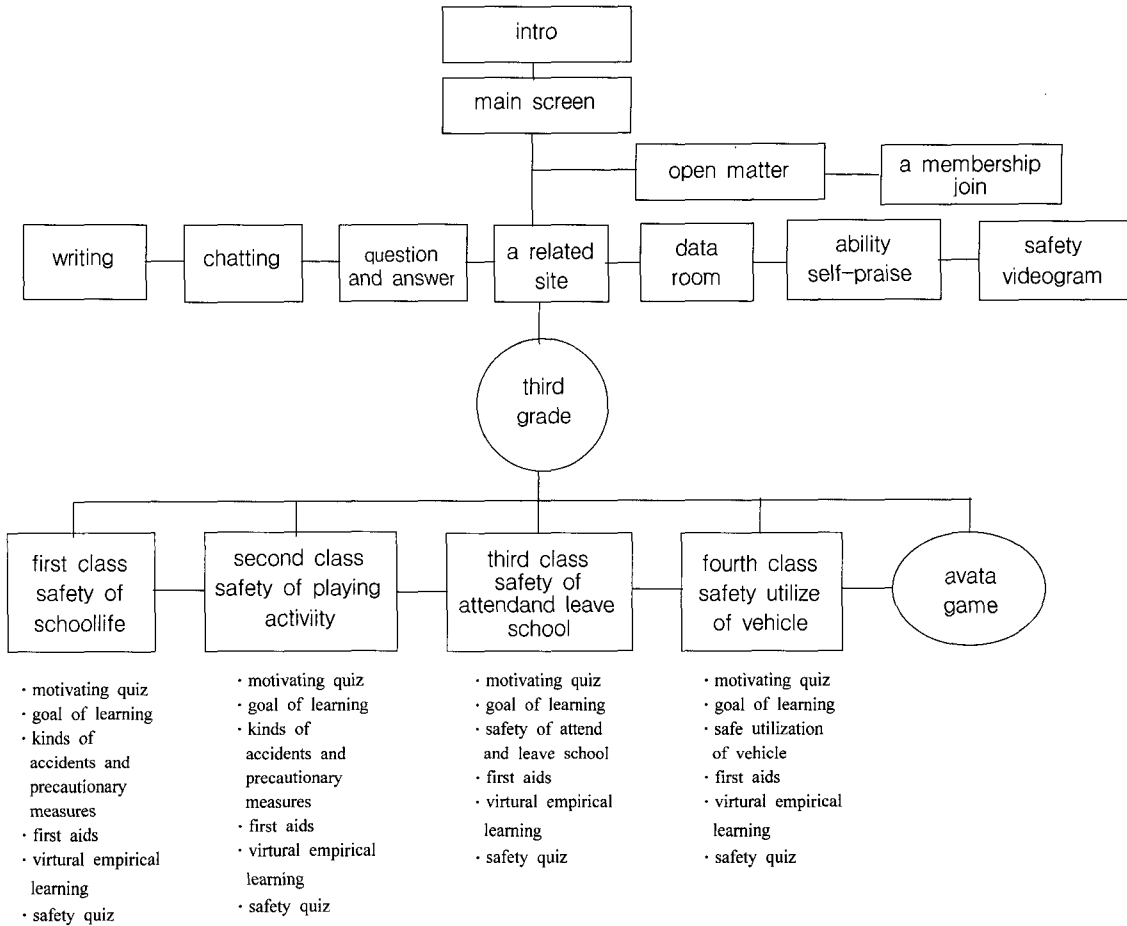 intro
main screen
open matter
a membership
join
writing
chatting
question
and answer
a related
site
data
room
ability
self-praise
safety
videogram
third
grade
first class
safety of
schoollife
second class
safety of playing
activiity
third class
safety of
attendand leave
school
fourth class
safety utilize
of vehicle
avata
game
· motivating quiz
· goal of learning
· kinds of
accidents and
precautionary
measures
· first aids
· virtural empirical
learning
· safety quiz
· motivating quiz
· goal of learning
· kinds of
accidents and
precautionary
measures
· first aids
· virtural empirical
learning
· safety quiz
· motivating quiz
· goal of learning
· safety of attend
and leave school
· first aids
· virtural empirical
learning
· safety quiz
· motivating quiz
· goal of learning
· safe utilization
of vehicle
· first aids
· virtural empirical
learning
· safety quiz